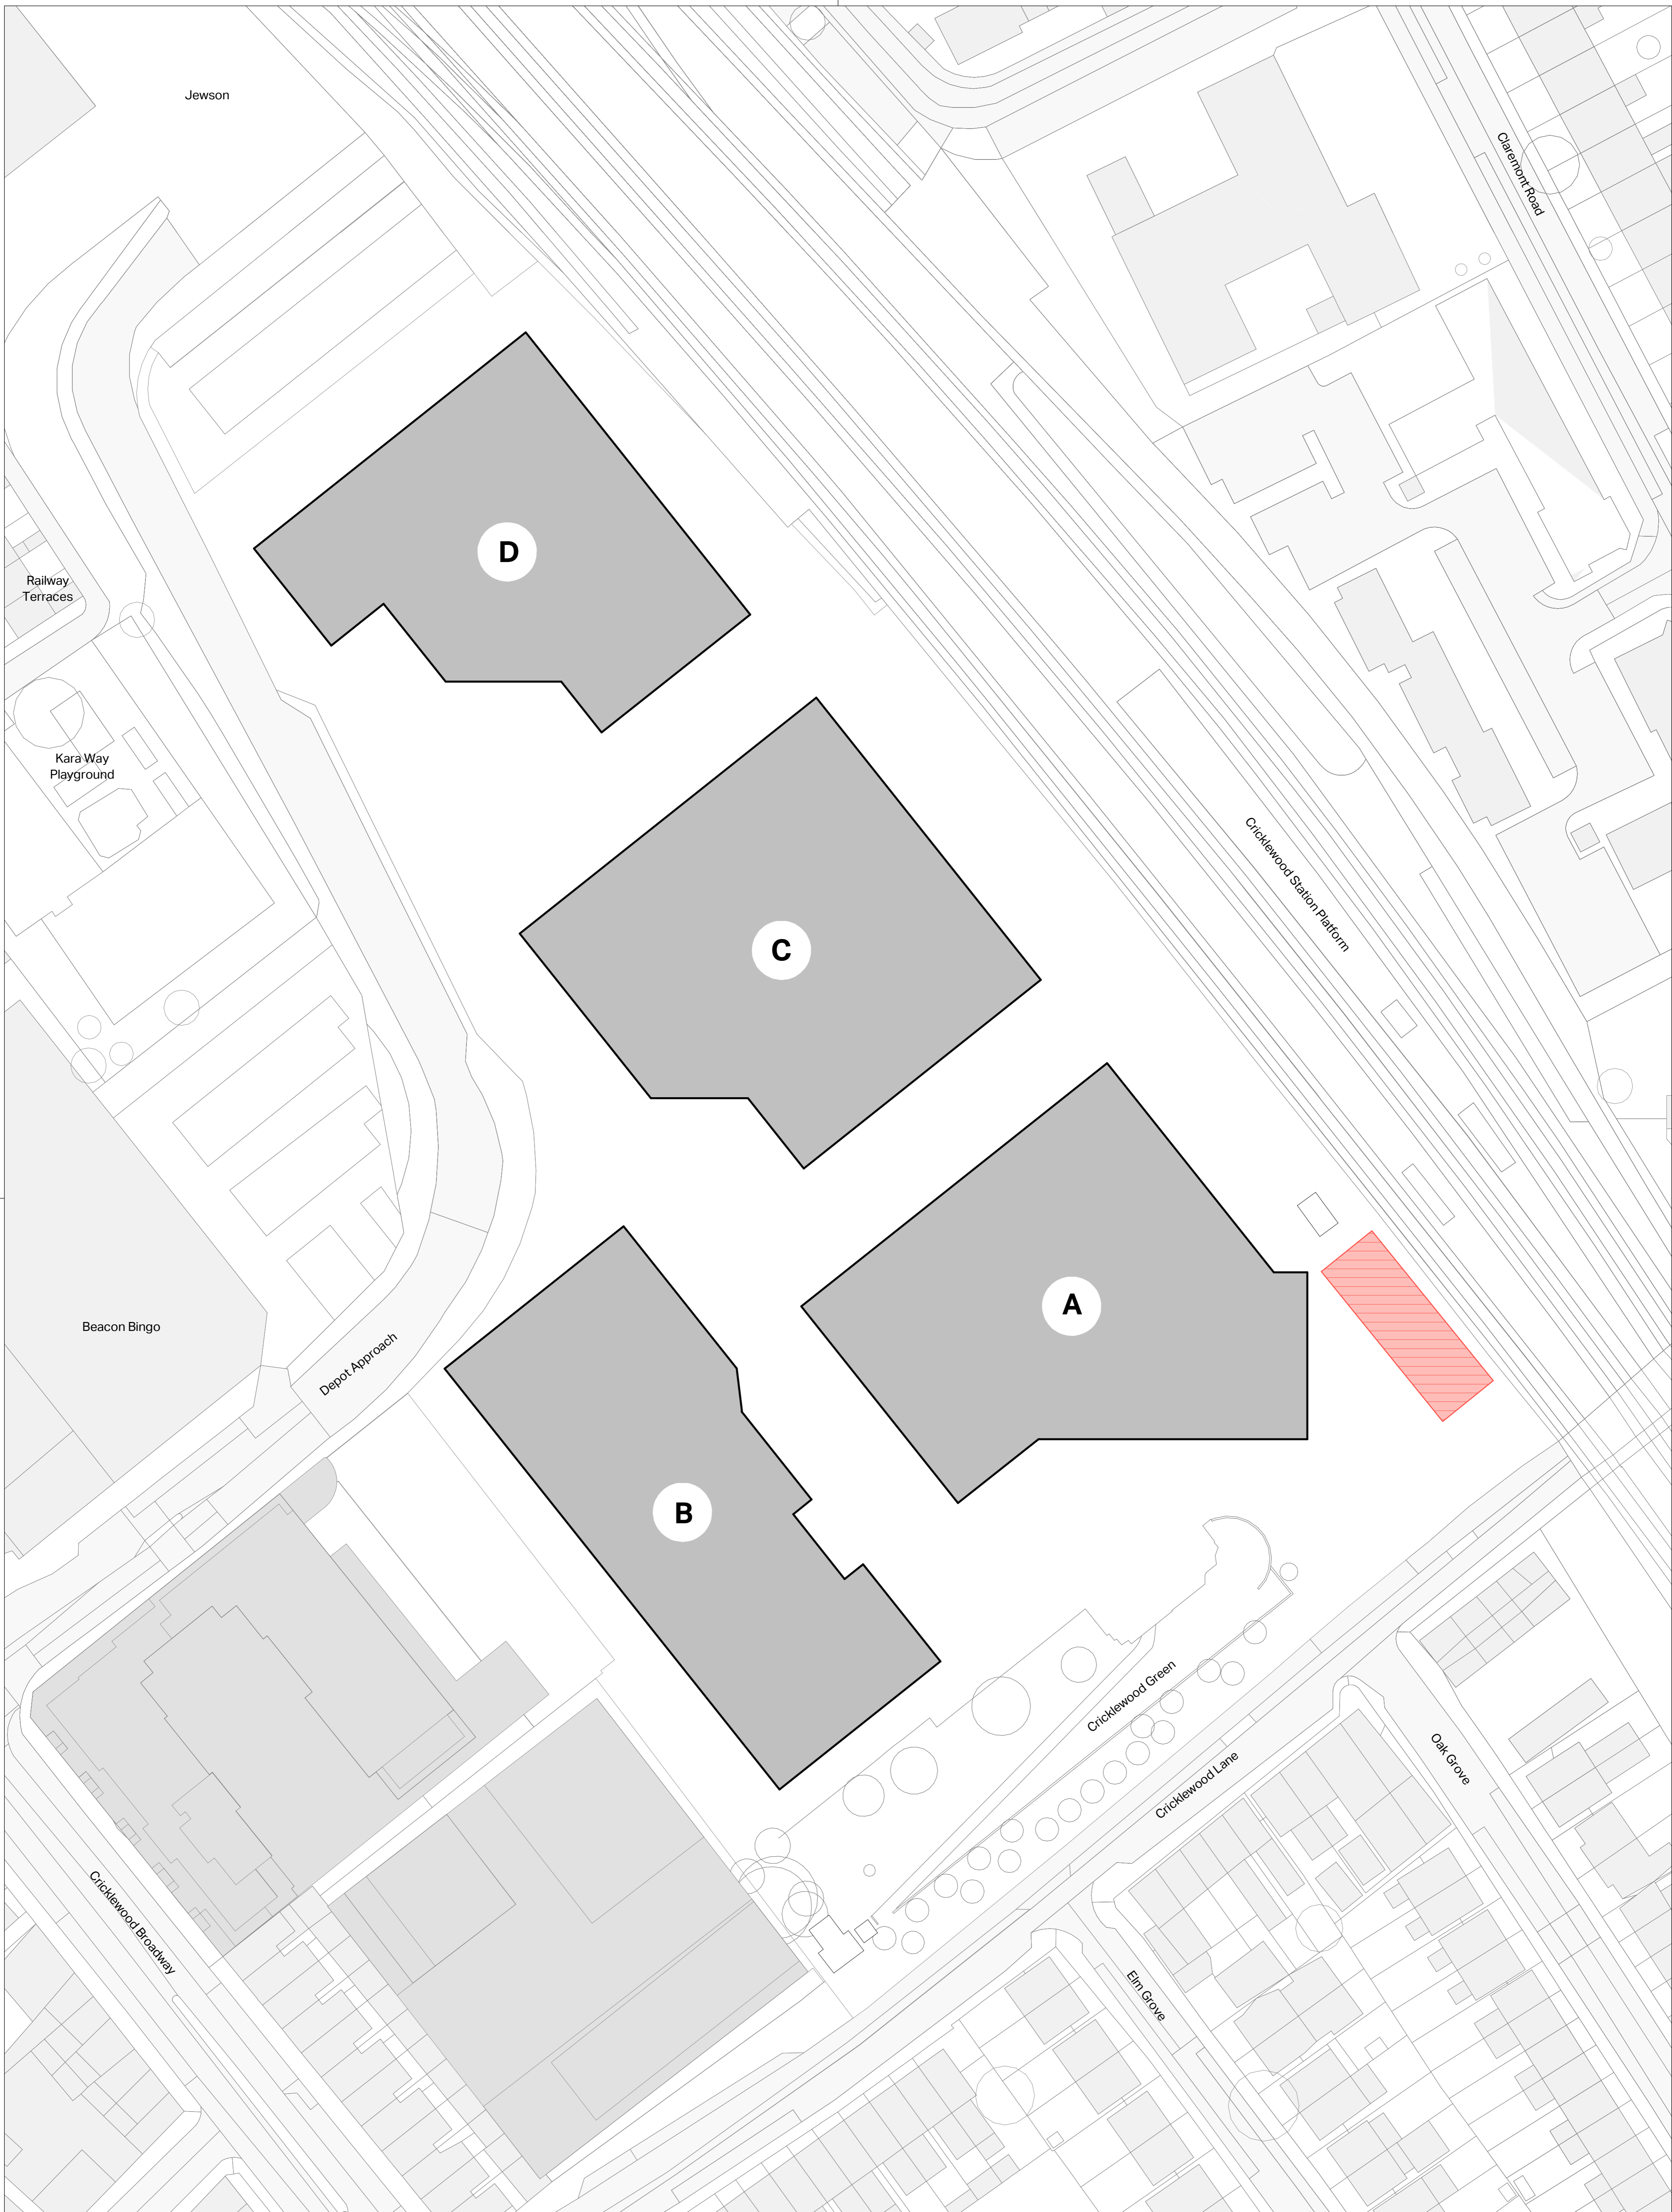 Jewson
Claremont Road
D
Railway
Terraces
Kara Way
Playground
Cricklewood Station Platform
C
A
Beacon Bingo
Depot Approach
B
Cricklewood Green
Cricklewood Lane
Oak Grove
Cricklewood Broadway
Elm Grove